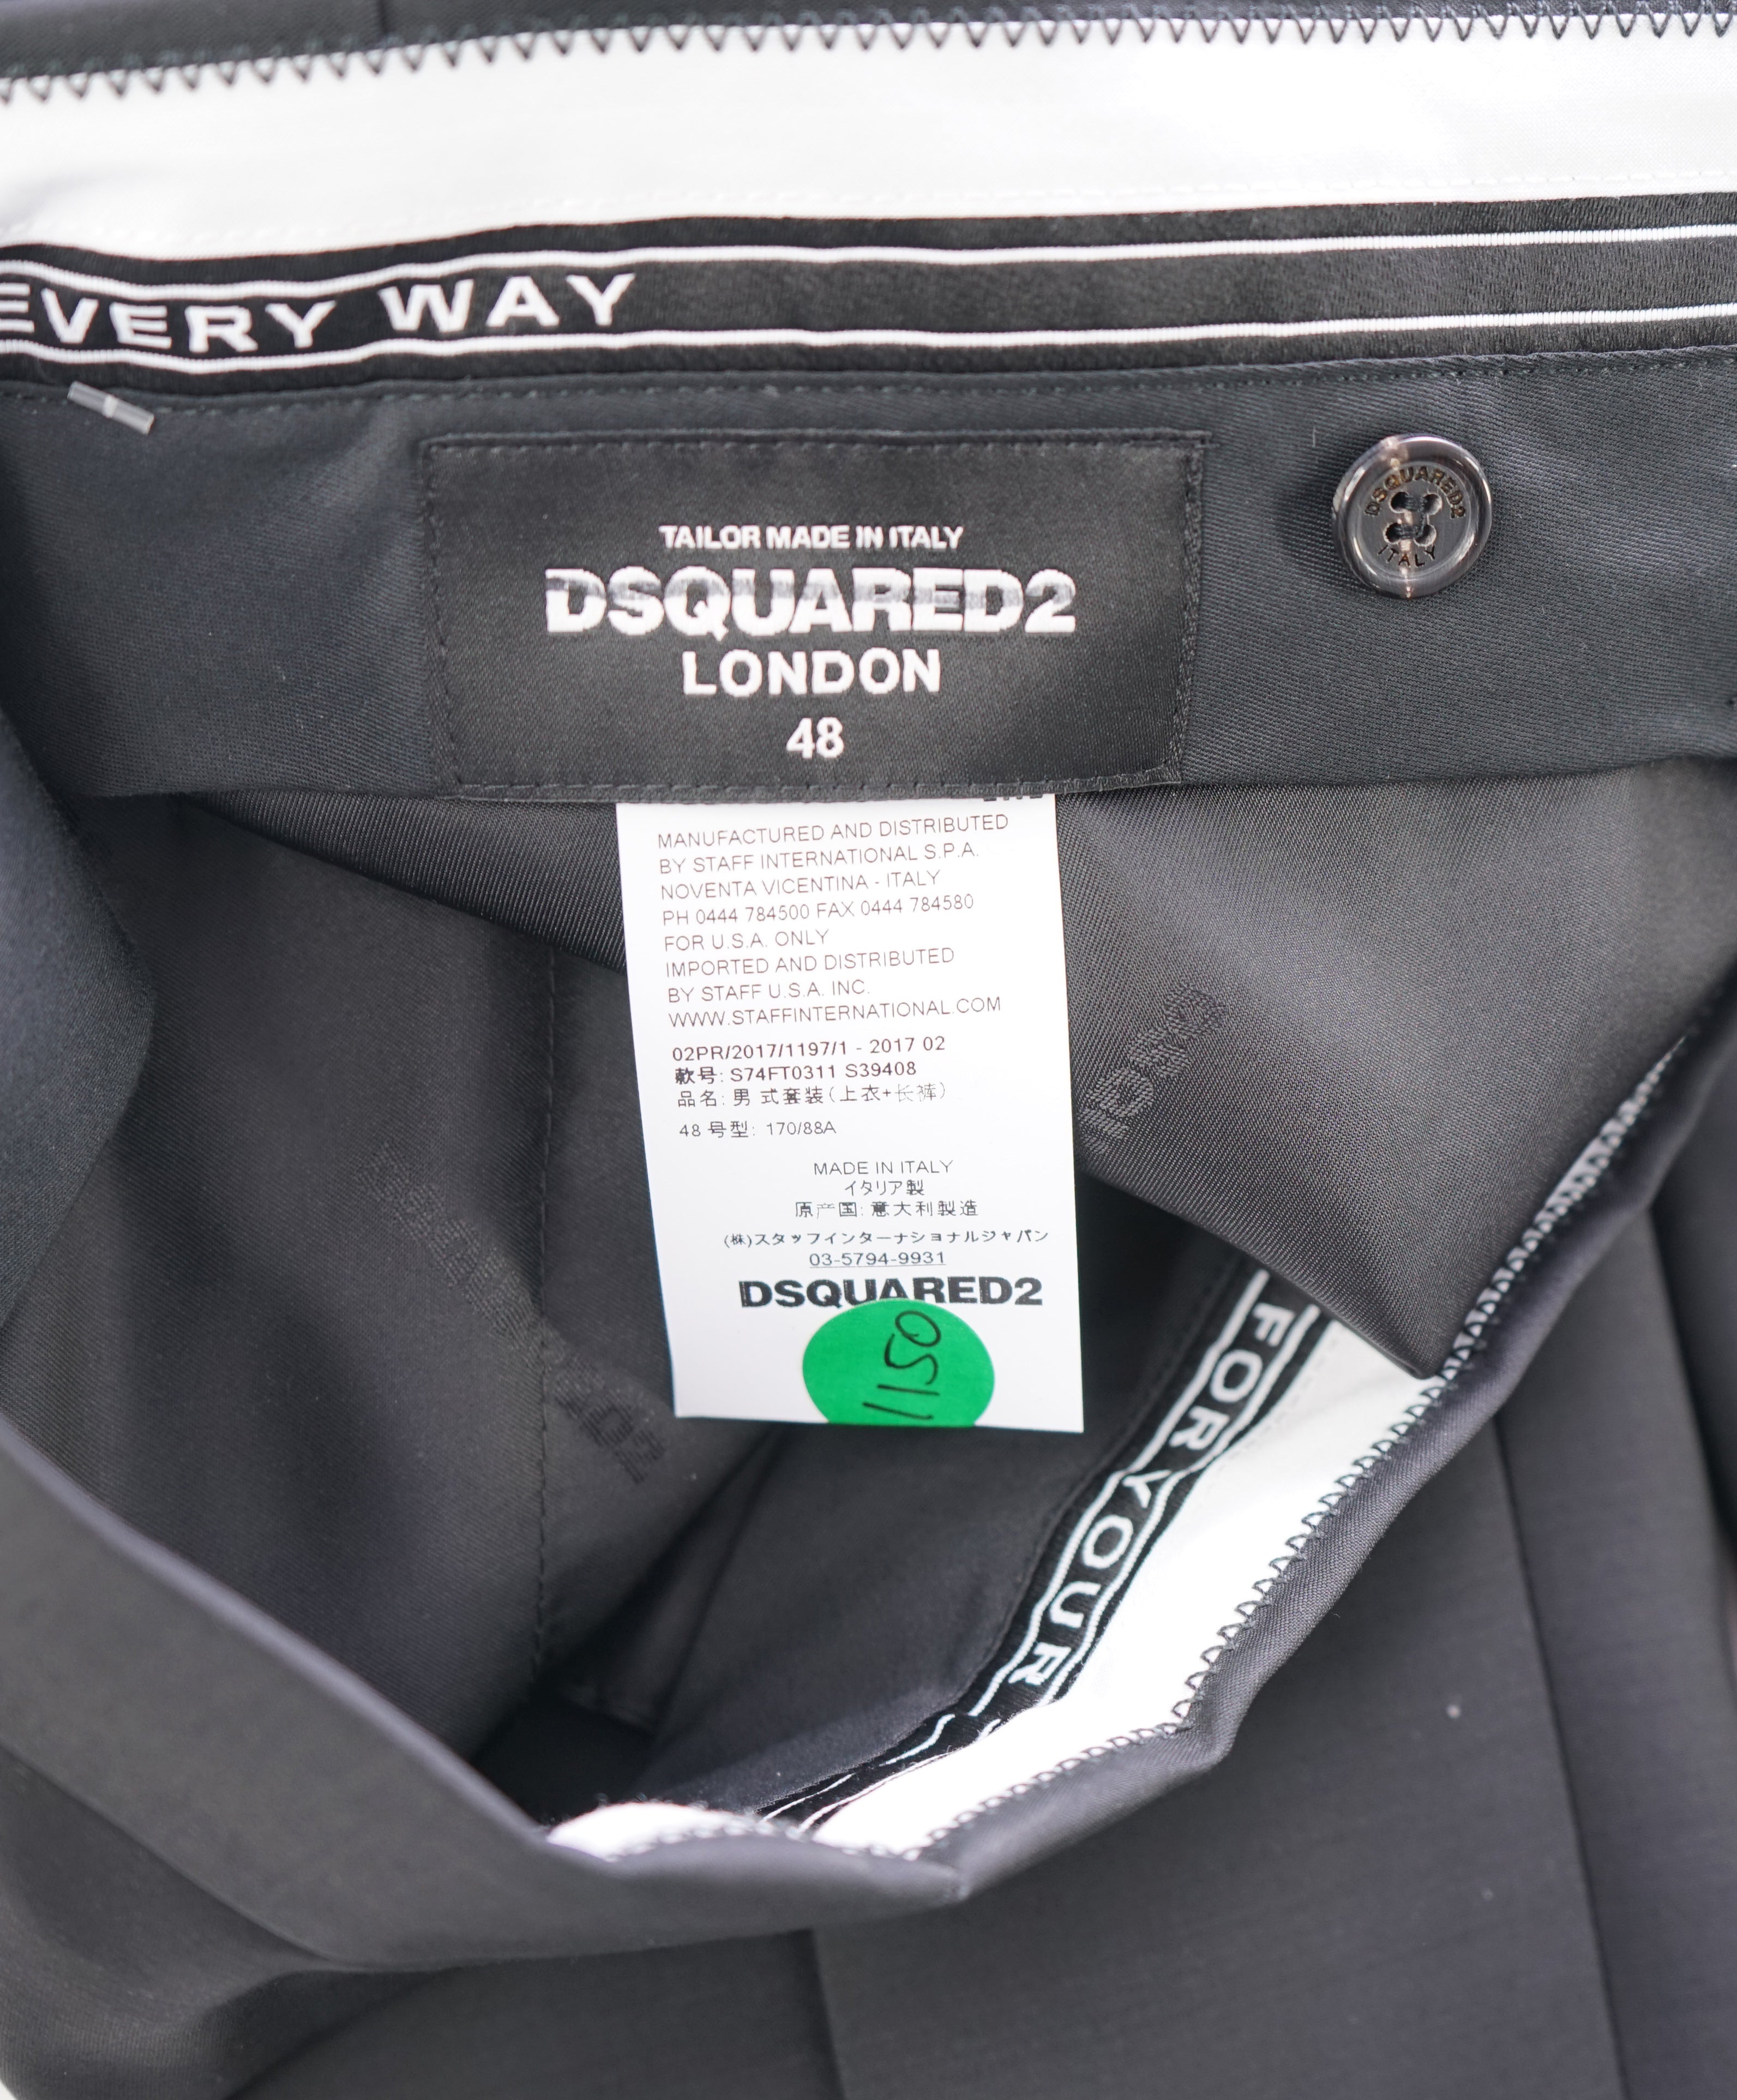 EVERY WAY
TAILOR MADE IN ITALY
DSQUARED2
LONDON
48
DSQUARED2
ITALY
MANUFACTURED AND DISTRIBUTED
BY STAFF INTERNATIONAL S.P.A.
NOVENTA VICENTINA - ITALY
PH 0444 784500 FAX 0444 784580
FOR U.S.A. ONLY
IMPORTED AND DISTRIBUTED
BY STAFF U.S.A. INC.
WWW.STAFFINTERNATIONAL.COM
02PR/2017/1197/1 - 2017 02
款号: S74FT0311 S39408
品名: 男 式套装(上衣+长裤)
48 号型: 170/88A
MADE IN ITALY
イタリア製
原产国: 意大利製造
(株)スタッフインターナショナルジャパン
03-5794-9931
DSQUARED2
1150
FOR YOUR